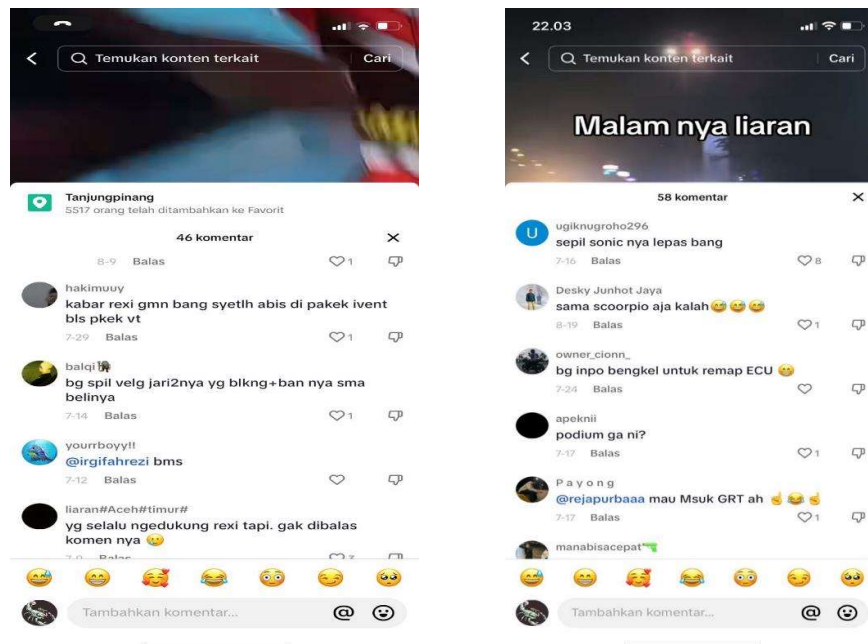 Temukan konten terkait
Cari
Tanjungpinang
5517 orang telah ditambahkan ke Favorit
46 komentar
8-9 Balas 1
hakimuuy
kabar rexi gmn bang syetlh abis di pakek ivent
bls pkek vt
7-29 Balas 1
balqi
bg spil velg jari2nya yg blkng+ban nya sma
belinya
7-14 Balas 1
yourrboyy!!
@irgifahrezi bms
7-12 Balas
liaran#Aceh#timur#
yg selalu ngedukung rexi tapi. gak dibalas
komen nya 🥲
7-9 Balas 3
😅 😁 🥰 😂 😳 😏 🥺
Tambahkan komentar...
22.03
Temukan konten terkait
Cari
Malam nya liaran
58 komentar
U
ugiknugroho296
sepil sonic nya lepas bang
7-16 Balas 8
Desky Junhot Jaya
sama scoorpio aja kalah😅😅😅
8-19 Balas 1
owner_cionn_
bg inpo bengkel untuk remap ECU 😁
7-24 Balas
apeknii
podium ga ni?
7-17 Balas 1
P a y o n g
@rejapurbaaa mau Msuk GRT ah ☝😂☝
7-17 Balas 1
manabisacepat🔫
😅 😁 🥰 😂 😳 😏 🥺
Tambahkan komentar...